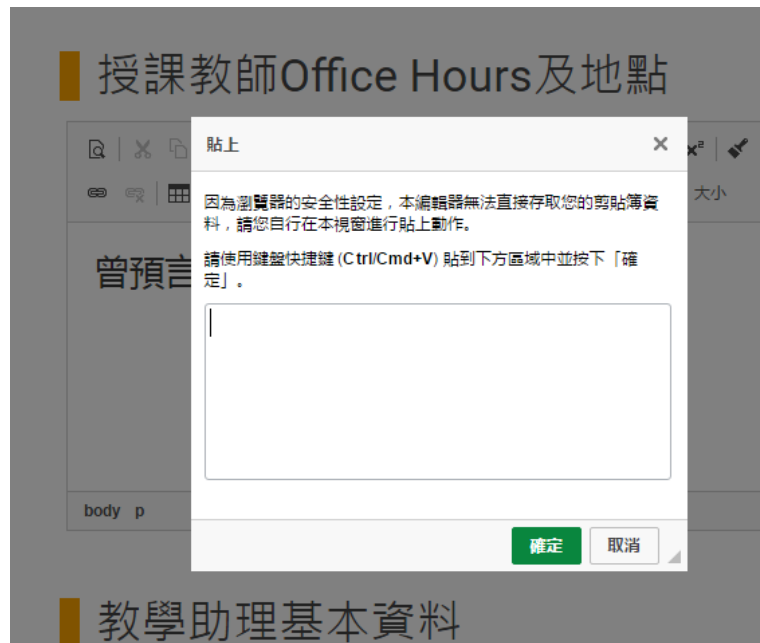 授課教師Office Hours及地點
貼上
大小
因為瀏覽器的安全性設定，本編輯器無法直接存取您的剪貼簿資
料，請您自行在本視窗進行貼上動作。
請使用鍵盤快捷鍵 (Ctrl/Cmd+V) 貼到下方區域中並按下「確
定」。
曾預言
body p
確定 取消
教學助理基本資料